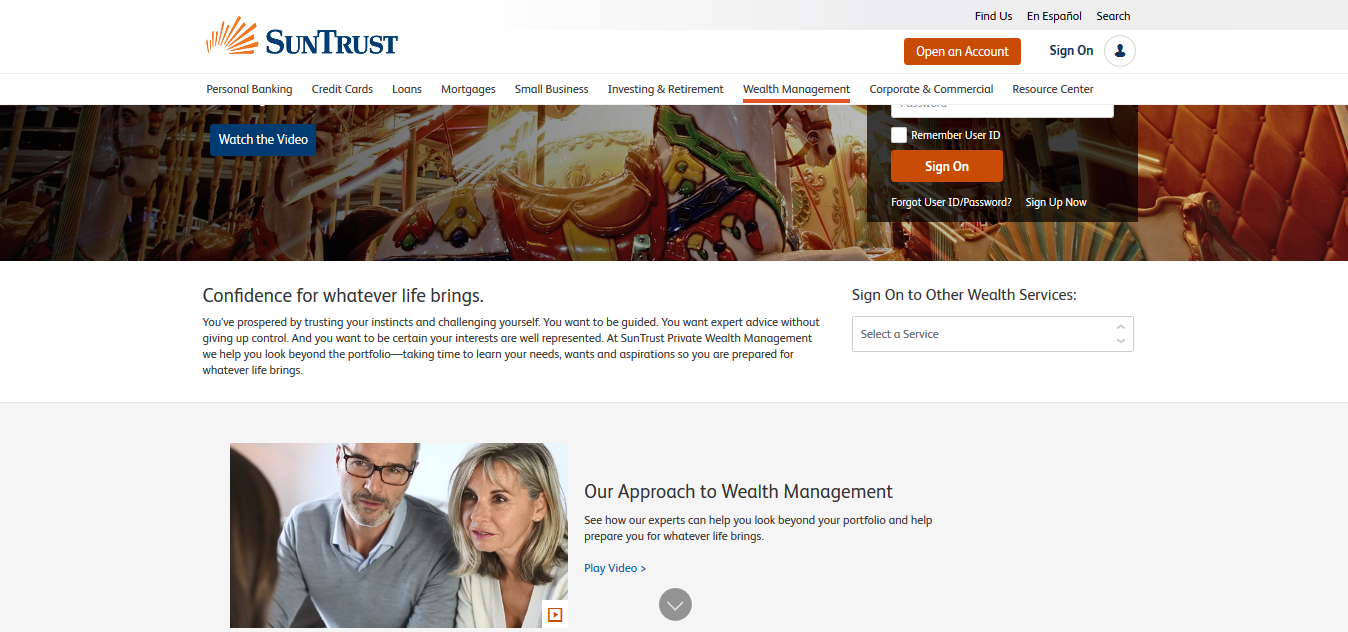 Find Us En Español Search
SUNTRUST
Open an Account Sign On
Personal Banking Credit Cards Loans Mortgages Small Business Investing & Retirement Wealth Management Corporate & Commercial Resource Center
Password
Watch the Video
Remember User ID
Sign On
Forgot User ID/Password? Sign Up Now
Confidence for whatever life brings.
You've prospered by trusting your instincts and challenging yourself. You want to be guided. You want expert advice without
giving up control. And you want to be certain your interests are well represented. At SunTrust Private Wealth Management
we help you look beyond the portfolio—taking time to learn your needs, wants and aspirations so you are prepared for
whatever life brings.
Sign On to Other Wealth Services:
Select a Service
Our Approach to Wealth Management
See how our experts can help you look beyond your portfolio and help
prepare you for whatever life brings.
Play Video >